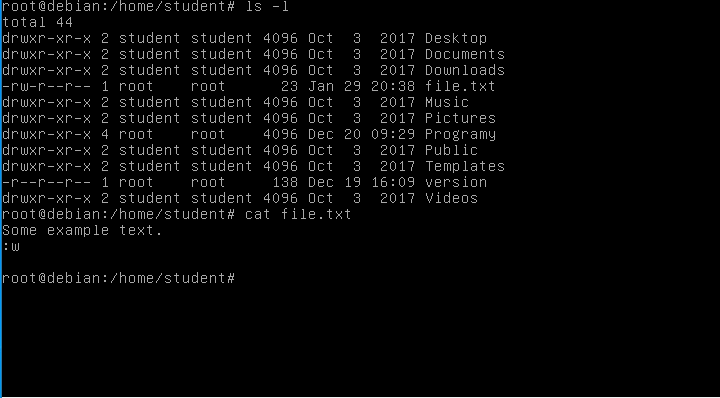 root@debian:/home/student# ls -l
total 44
drwxr-xr-x 2 student student 4096 Oct  3  2017 Desktop
drwxr-xr-x 2 student student 4096 Oct  3  2017 Documents
drwxr-xr-x 2 student student 4096 Oct  3  2017 Downloads
-rw-r--r-- 1 root    root      23 Jan 29 20:38 file.txt
drwxr-xr-x 2 student student 4096 Oct  3  2017 Music
drwxr-xr-x 2 student student 4096 Oct  3  2017 Pictures
drwxr-xr-x 4 root    root    4096 Dec 20 09:29 Programy
drwxr-xr-x 2 student student 4096 Oct  3  2017 Public
drwxr-xr-x 2 student student 4096 Oct  3  2017 Templates
-r--r--r-- 1 root    root     138 Dec 19 16:09 version
drwxr-xr-x 2 student student 4096 Oct  3  2017 Videos
root@debian:/home/student# cat file.txt
Some example text.
:w
root@debian:/home/student#